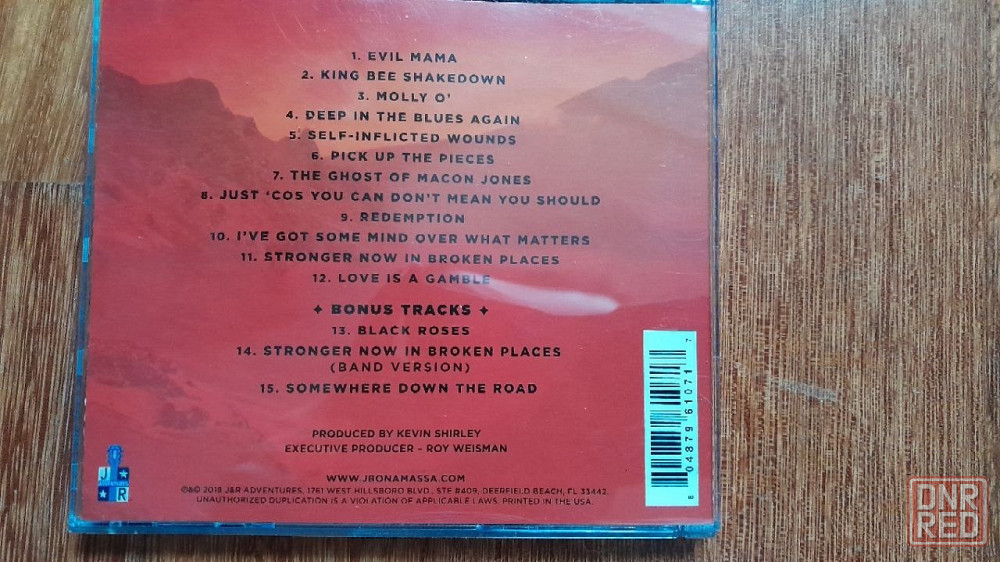 1. EVIL MAMA
2. KING BEE SHAKEDOWN
3. MOLLY O'
4. DEEP IN THE BLUES AGAIN
5. SELF-INFLICTED WOUNDS
6. PICK UP THE PIECES
7. THE GHOST OF MACON JONES
8. JUST ‘COS YOU CAN DON'T MEAN YOU SHOULD
9. REDEMPTION
10. I'VE GOT SOME MIND OVER WHAT MATTERS
11. STRONGER NOW IN BROKEN PLACES
12. LOVE IS A GAMBLE
+ BONUS TRACKS +
13. BLACK ROSES
14. STRONGER NOW IN BROKEN PLACES
(BAND VERSION)
15. SOMEWHERE DOWN THE ROAD
PRODUCED BY KEVIN SHIRLEY
EXECUTIVE PRODUCER - ROY WEISMAN
WWW.JBONAMASSA.COM
℗© 2018 J&R ADVENTURES, 1761 WEST HILLSBORO BLVD., STE #409, DEERFIELD BEACH, FL 33442.
UNAUTHORIZED DUPLICATION IS A VIOLATION OF APPLICABLE LAWS. PRINTED IN THE USA.
J
ADVENTURES
R
8 04879 61071 7
DNR
RED